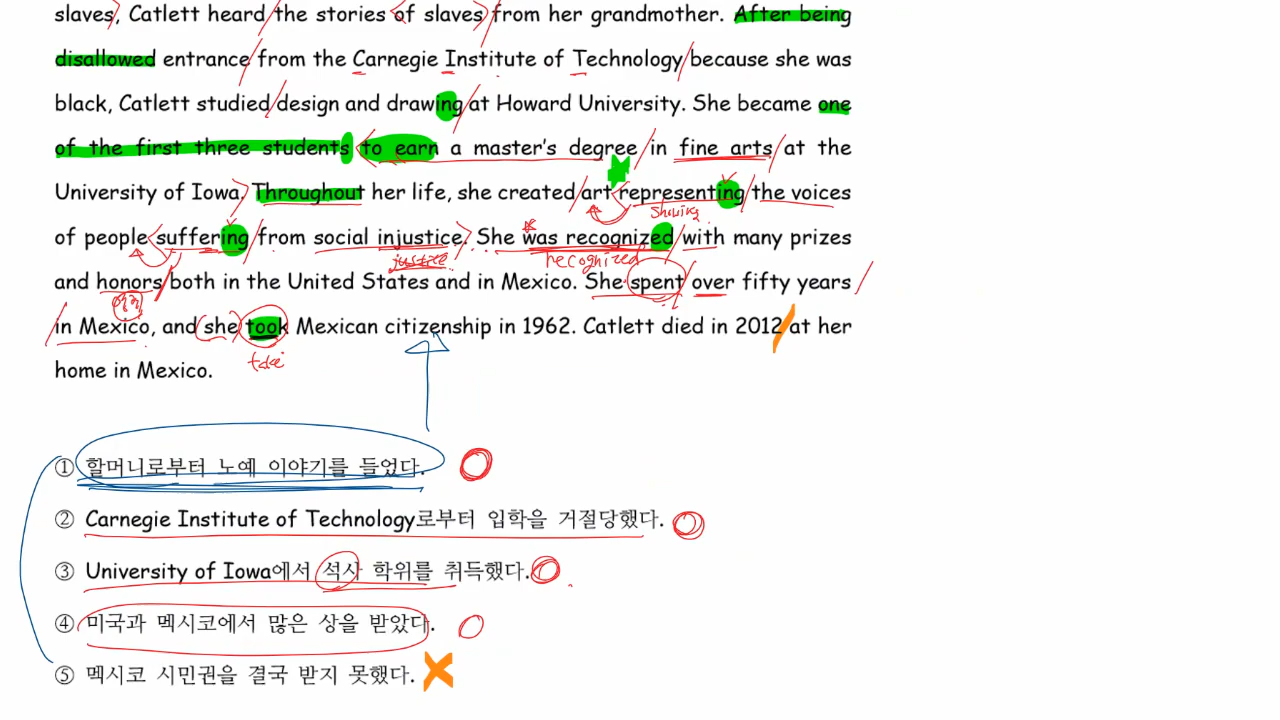 slaves, Catlett heard the stories of slaves from her grandmother. After being
disallowed entrance from the Carnegie Institute of Technology because she was
black, Catlett studied design and drawing at Howard University. She became one
of the first three students to earn a master's degree in fine arts at the
University of Iowa. Throughout her life, she created art representing the voices
showing
of people suffering from social injustice. She was recognized with many prizes
justice recognized
and honors both in the United States and in Mexico. She spent over fifty years
in Mexico, and she took Mexican citizenship in 1962. Catlett died in 2012 at her
take
home in Mexico.
① 할머니로부터 노예 이야기를 들었다.
② Carnegie Institute of Technology로부터 입학을 거절당했다.
③ University of Iowa에서 석사 학위를 취득했다.
④ 미국과 멕시코에서 많은 상을 받았다.
⑤ 멕시코 시민권을 결국 받지 못했다.